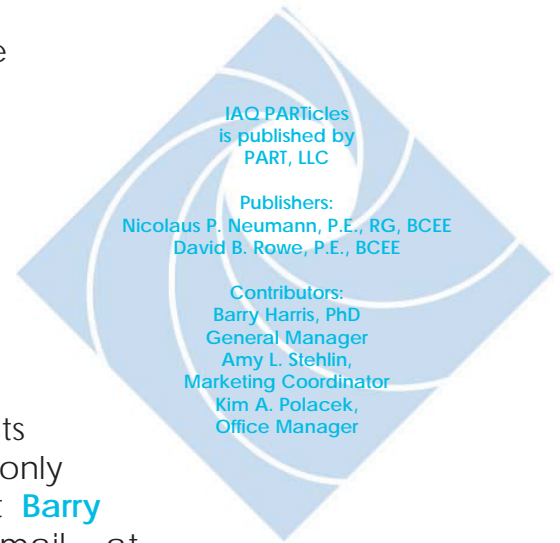 e
IAQ PARTicles
is published by
PART, LLC
Publishers:
Nicolaus P. Neumann, P.E., RG, BCEE
David B. Rowe, P.E., BCEE
Contributors:
Barry Harris, PhD
General Manager
Amy L. Stehlin,
Marketing Coordinator
Kim A. Polacek,
Office Manager
ts
only
Barry
at